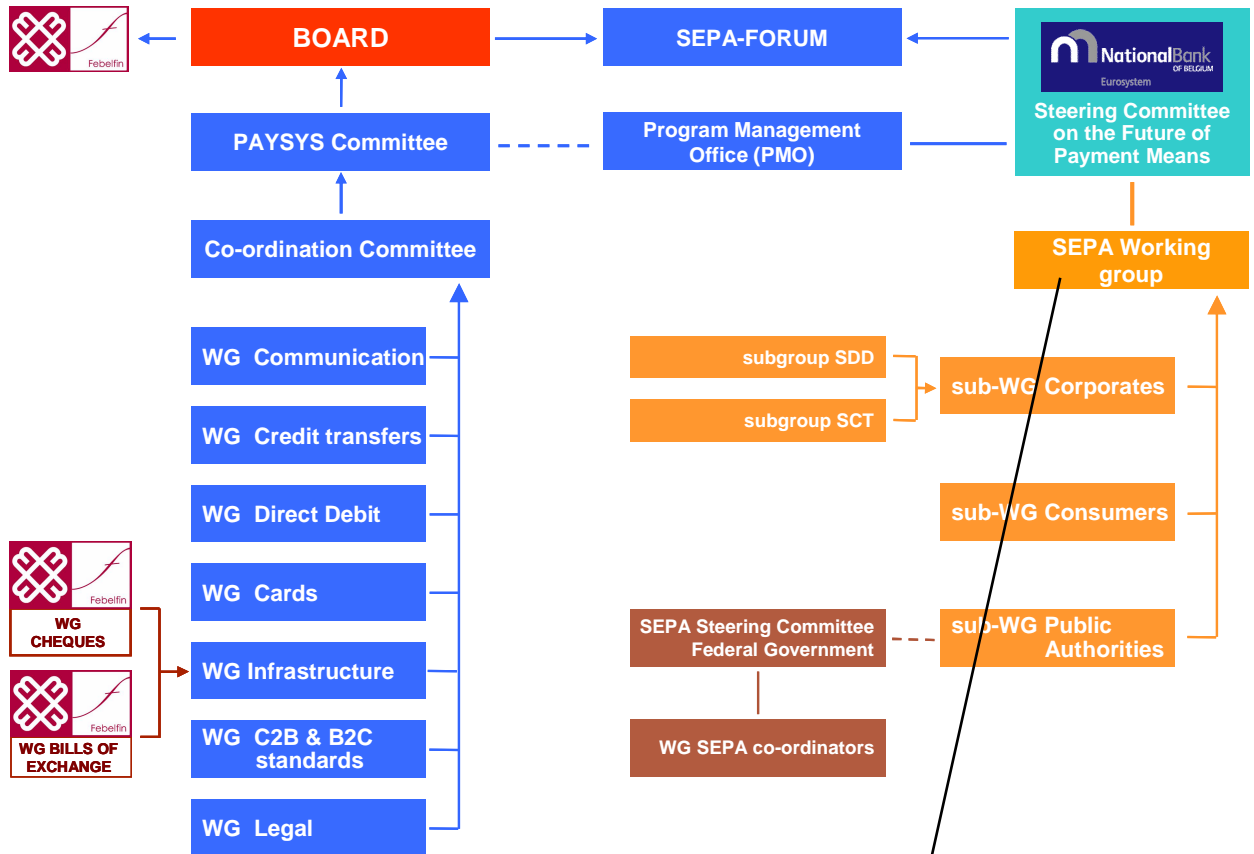 Febelfin
BOARD
SEPA-FORUM
NationalBank
OF BELGIUM
Eurosystem
Steering Committee
on the Future of
Payment Means
PAYSYS Committee
Program Management
Office (PMO)
Co-ordination Committee
SEPA Working
group
WG Communication
WG Credit transfers
WG Direct Debit
WG Cards
WG Infrastructure
WG C2B & B2C
standards
WG Legal
Febelfin
WG
CHEQUES
Febelfin
WG BILLS OF
EXCHANGE
subgroup SDD
subgroup SCT
sub-WG Corporates
sub-WG Consumers
sub-WG Public
Authorities
SEPA Steering Committee
Federal Government
WG SEPA co-ordinators